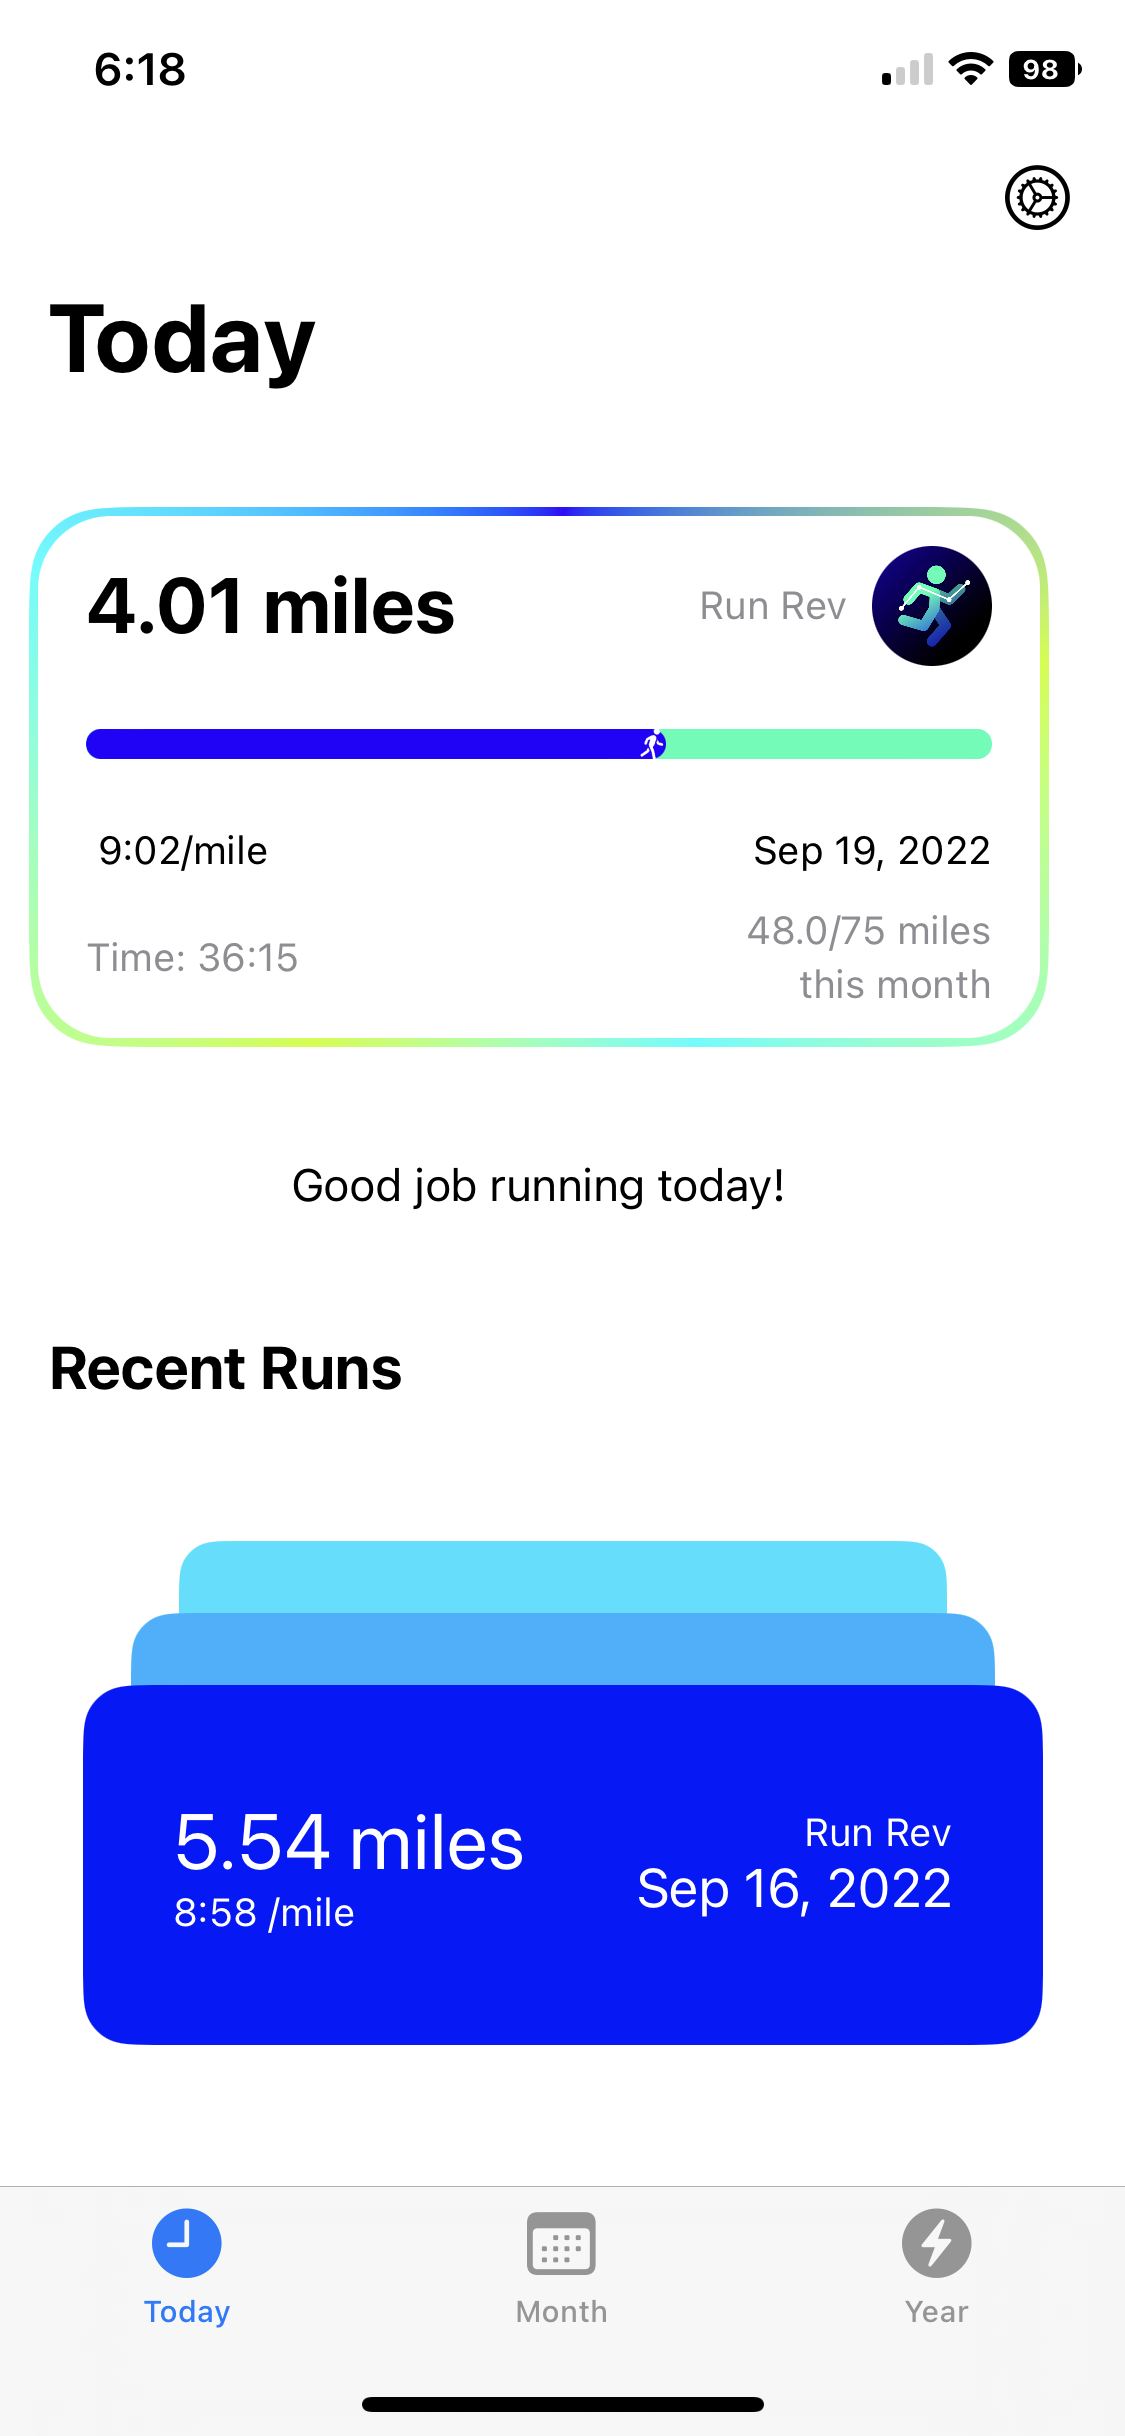 6:18
98
Today
4.01 miles
Run Rev
9:02/mile
Sep 19, 2022
Time: 36:15
48.0/75 miles
this month
Good job running today!
Recent Runs
5.54 miles
8:58 /mile
Run Rev
Sep 16, 2022
Today
Month
Year